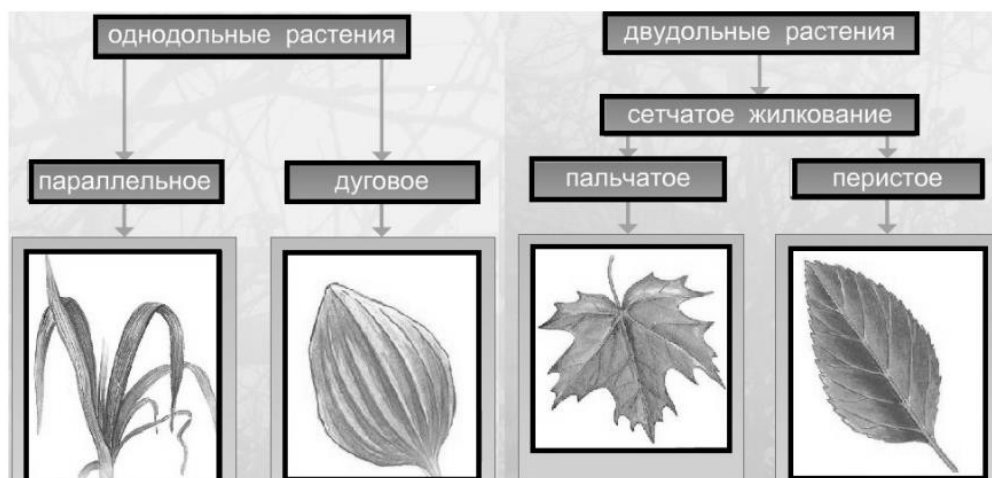 однодольные растения
двудольные растения
сетчатое жилкование
параллельное
дуговое
пальчатое
перистое